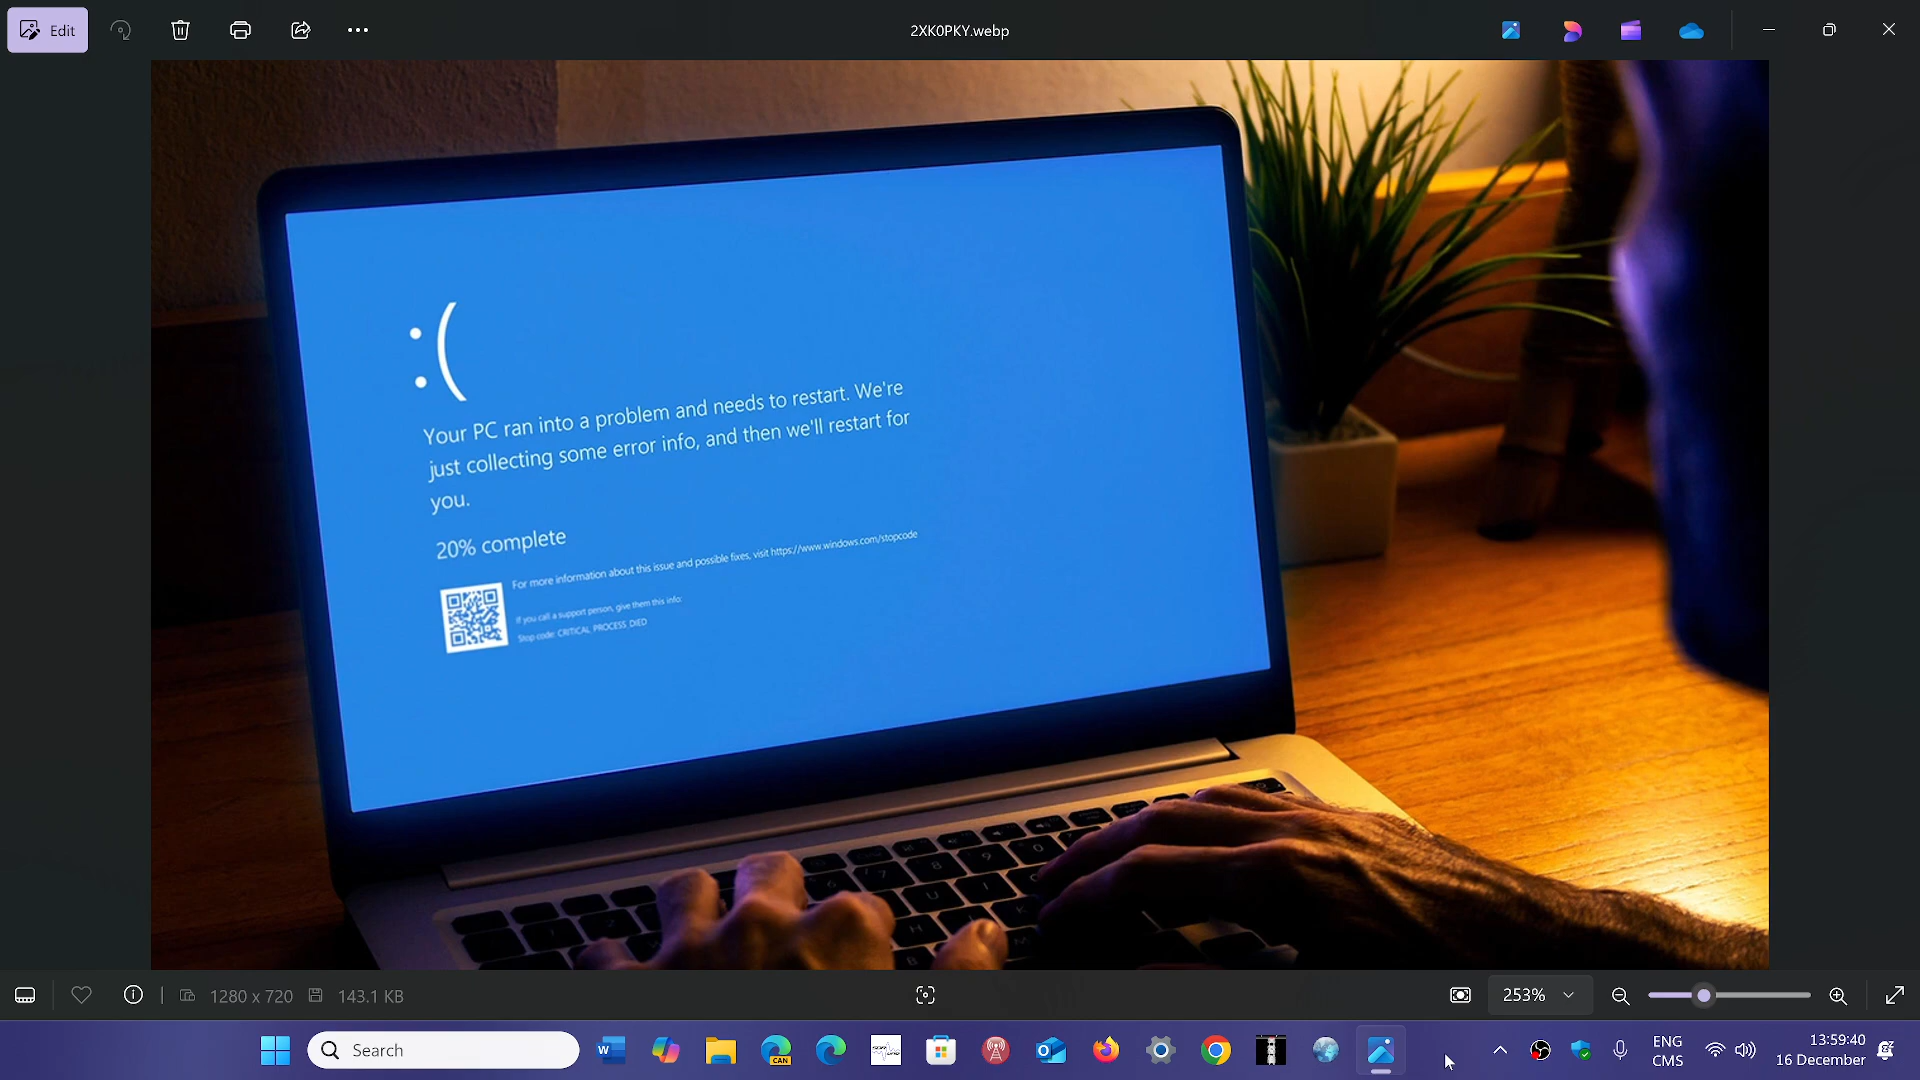 Edit
2XK0PKY.webp
:(
Your PC ran into a problem and needs to restart. We're
just collecting some error info, and then we'll restart for
you.
20% complete
For more information about this issue and possible fixes, visit https://www.windows.com/stopcode
If you call a support person, give them this info:
Stop code: CRITICAL_PROCESS_DIED
1280 x 720
143.1 KB
253%
Search
CAN
ENG
CMS
13:59:40
16 December